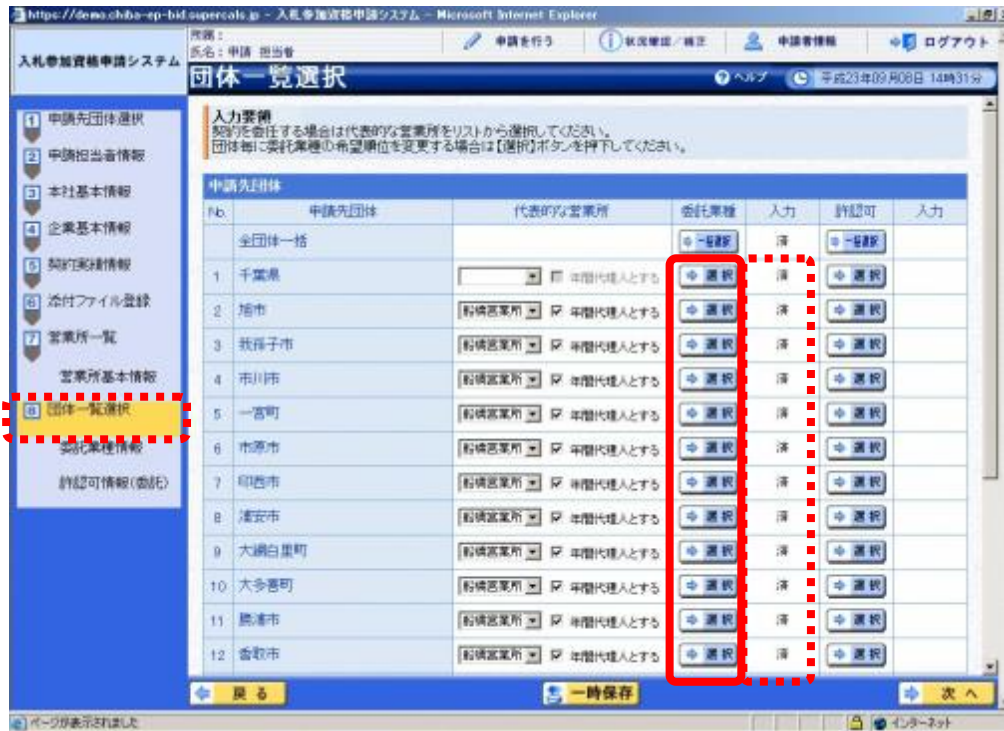 https://demo.chiba-ep-bid.supercals.jp - 入札参加資格申請システム - Microsoft Internet Explorer
入札参加資格申請システム
所属：
氏名：申請 担当者
申請を行う
状況確認／補正
申請者情報
ログアウト
団体一覧選択
ヘルプ
平成23年09月08日 14時31分
1 申請先団体選択
2 申請担当者情報
3 本社基本情報
4 企業基本情報
5 契約実績情報
6 添付ファイル登録
7 営業所一覧
営業所基本情報
8 団体一覧選択
委託業種情報
許認可情報(委託)
入力要領
契約を委任する場合は代表的な営業所をリストから選択してください。
団体毎に委託業種の希望順位を変更する場合は【選択】ボタンを押下してください。
申請先団体
No. 申請先団体 代表的な営業所 委託業種 入力 許認可 入力
全団体一括 一括選択 済 一括選択
1 千葉県 年間代理人とする 選択 済 選択
2 旭市 船橋営業所 年間代理人とする 選択 済 選択
3 我孫子市 船橋営業所 年間代理人とする 選択 済 選択
4 市川市 船橋営業所 年間代理人とする 選択 済 選択
5 一宮町 船橋営業所 年間代理人とする 選択 済 選択
6 市原市 船橋営業所 年間代理人とする 選択 済 選択
7 印西市 船橋営業所 年間代理人とする 選択 済 選択
8 浦安市 船橋営業所 年間代理人とする 選択 済 選択
9 大網白里町 船橋営業所 年間代理人とする 選択 済 選択
10 大多喜町 船橋営業所 年間代理人とする 選択 済 選択
11 勝浦市 船橋営業所 年間代理人とする 選択 済 選択
12 香取市 船橋営業所 年間代理人とする 選択 済 選択
戻る
一時保存
次へ
ページが表示されました
インターネット